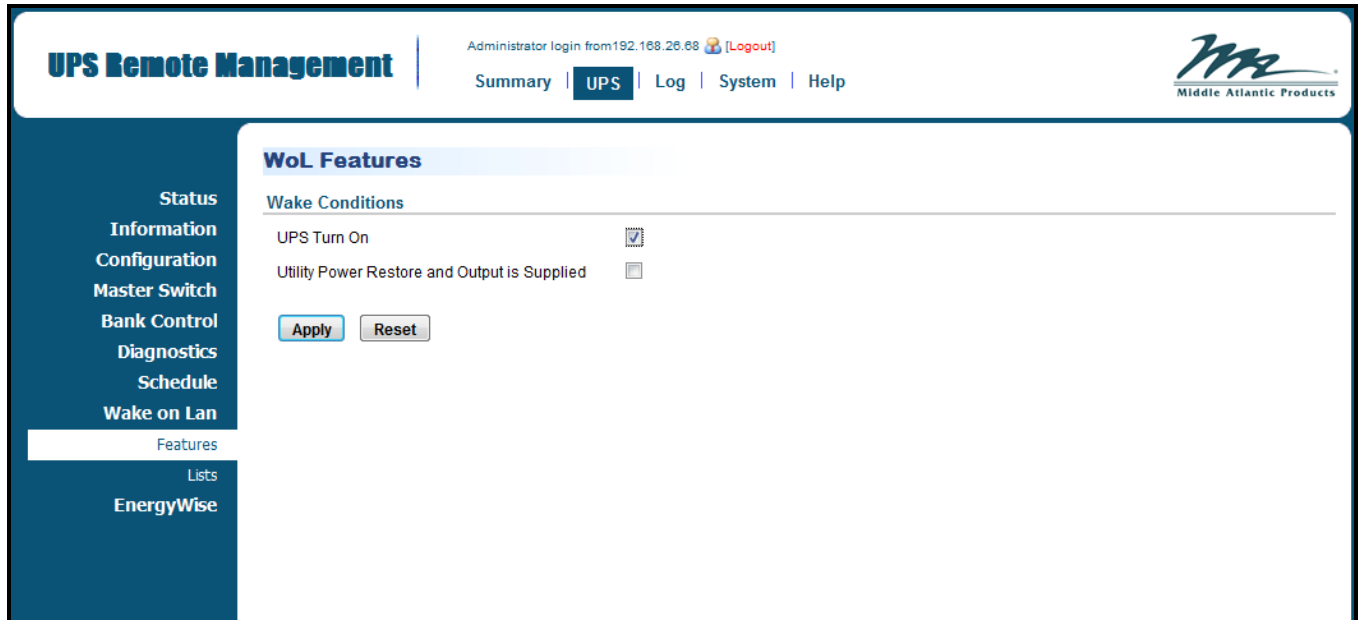 UPS Remote Management
Administrator login from192.168.26.68 [Logout]
Summary | UPS | Log | System | Help
Middle Atlantic Products
Status
Information
Configuration
Master Switch
Bank Control
Diagnostics
Schedule
Wake on Lan
Features
Lists
EnergyWise
WoL Features
Wake Conditions
UPS Turn On
Utility Power Restore and Output is Supplied
Apply Reset